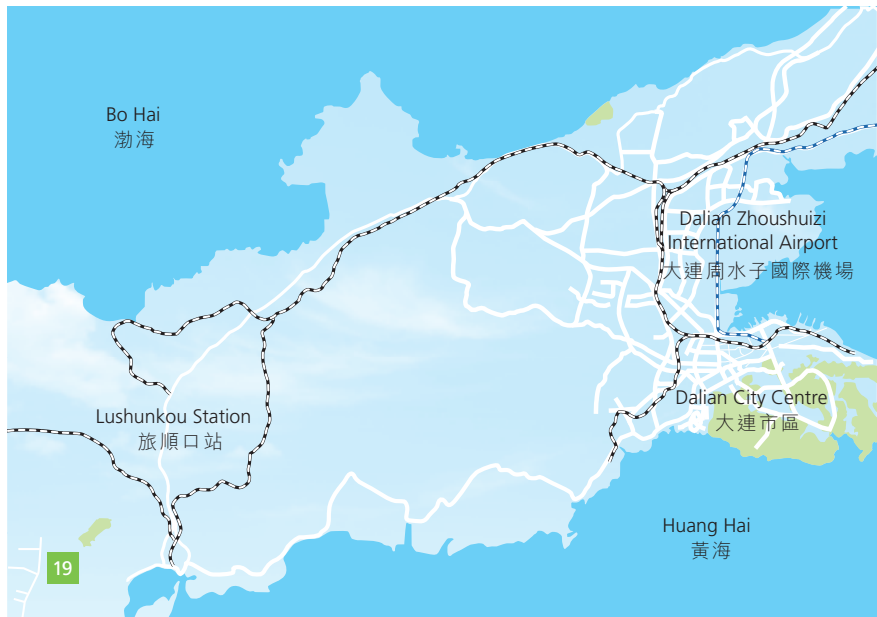 Bo Hai
渤海
Dalian Zhoushuizi
International Airport
大連周水子國際機場
Lushunkou Station
旅順口站
Dalian City Centre
大連市區
Huang Hai
黃海
19